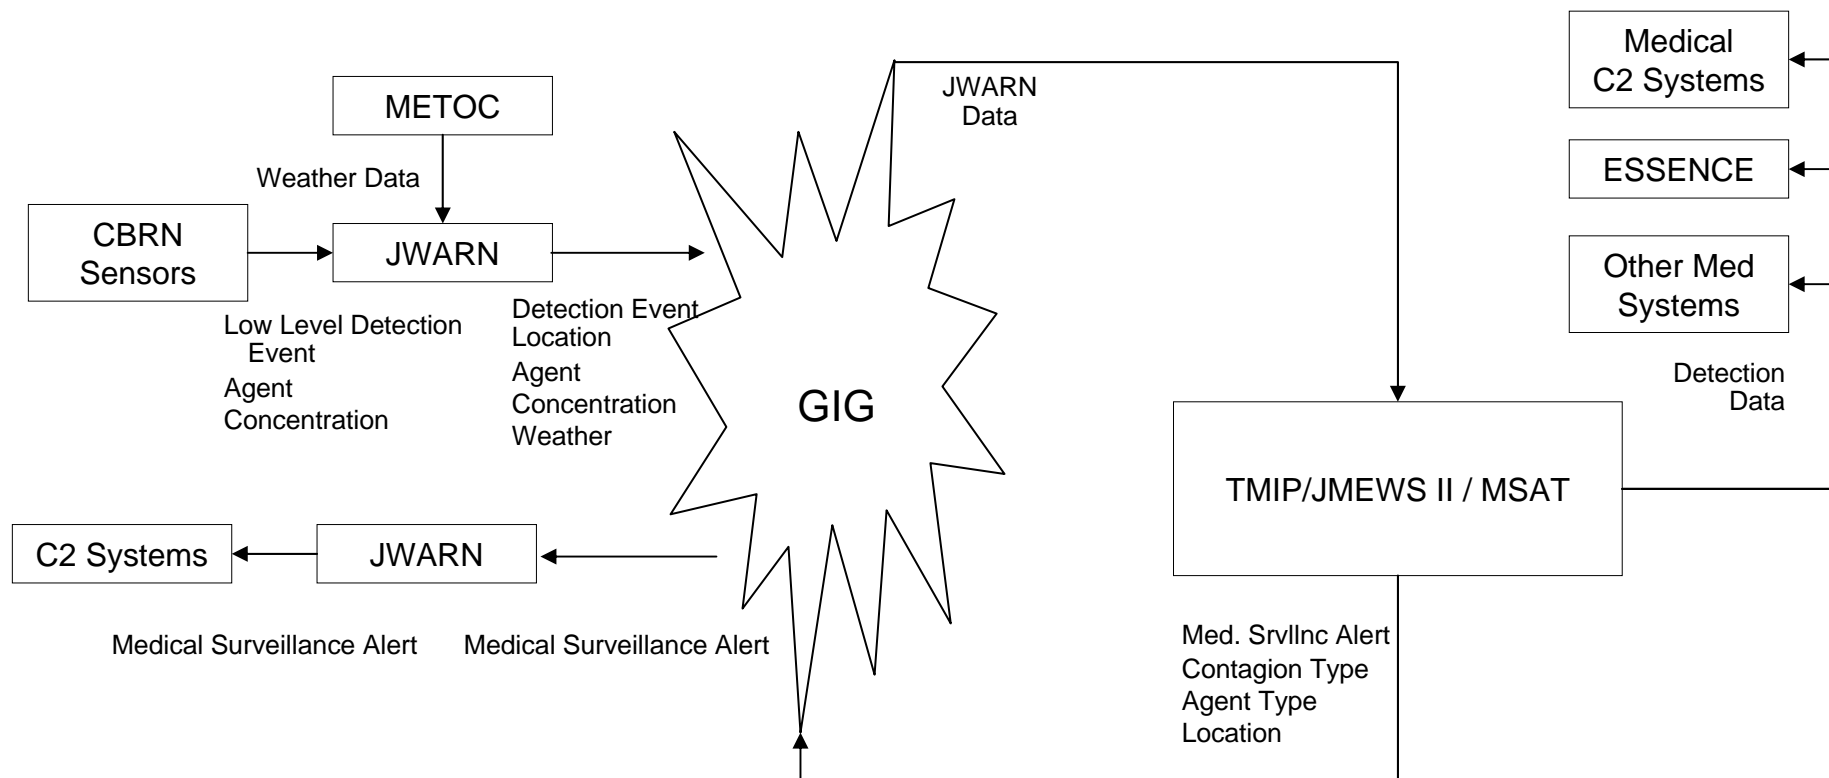 METOC
Weather Data
CBRN
Sensors
JWARN
Low Level Detection
Event
Agent
Concentration
Detection Event
Location
Agent
Concentration
Weather
GIG
JWARN
Data
Medical
C2 Systems
ESSENCE
Other Med
Systems
Detection
Data
TMIP/JMEWS II / MSAT
C2 Systems
JWARN
Medical Surveillance Alert
Medical Surveillance Alert
Med. Srvllnc Alert
Contagion Type
Agent Type
Location